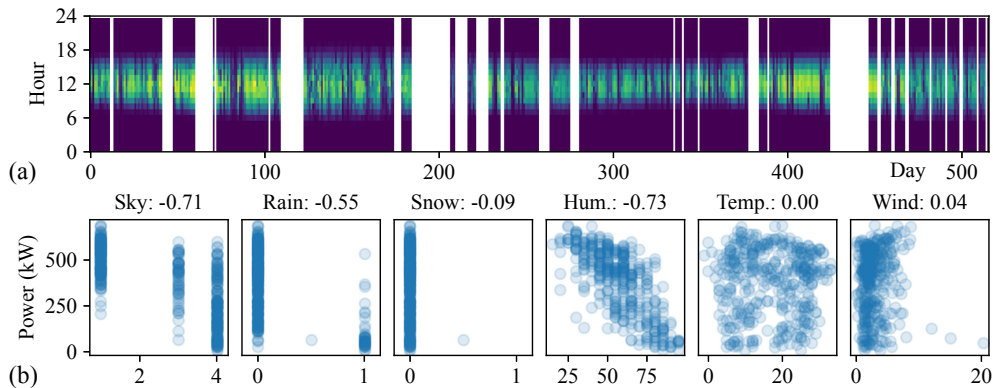 24
18
12
6
0
Hour
0 100 200 300 400 Day 500
(a)
Sky: -0.71 Rain: -0.55 Snow: -0.09 Hum.: -0.73 Temp.: 0.00 Wind: 0.04
Power (kW)
500
250
0
2 4 0 1 0 1 25 50 75 0 20 0 20
(b)